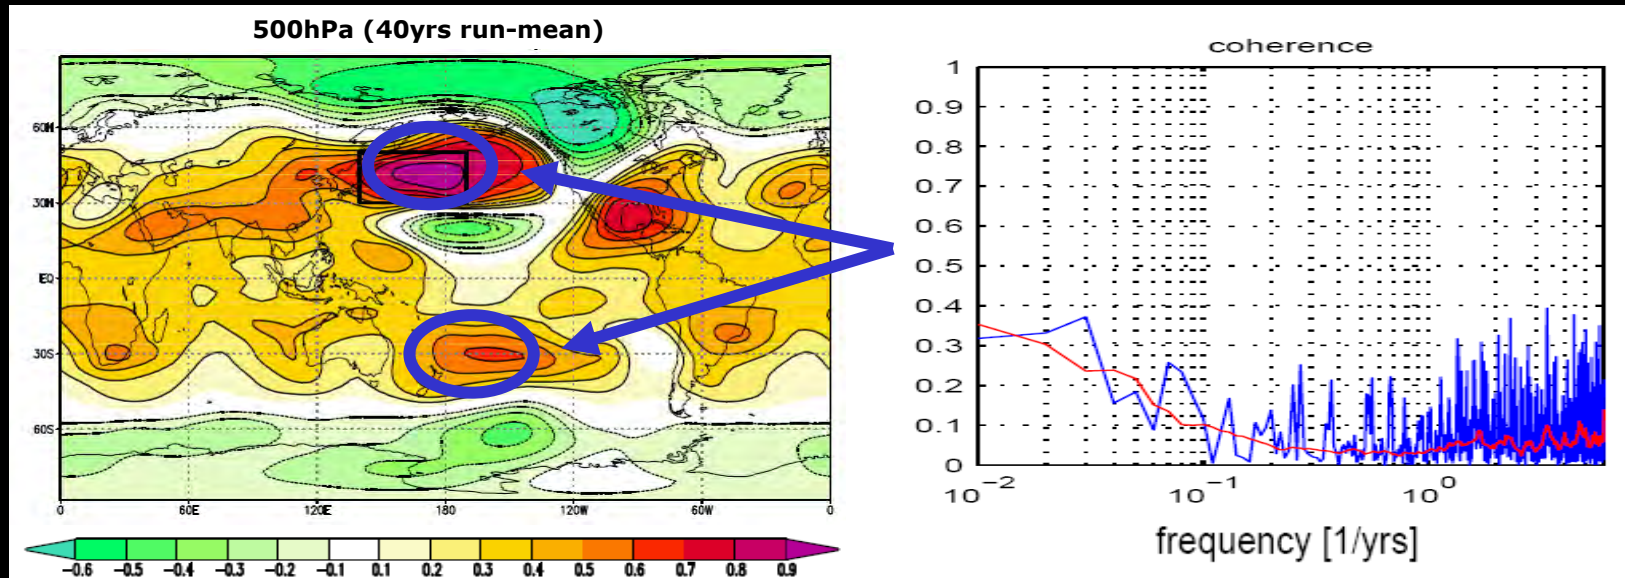 500hPa (40yrs run-mean)
60N
30N
EQ
30S
60S
0 60E 120E 180 120W 60W 0
-0.6 -0.5 -0.4 -0.3 -0.2 -0.1 0.1 0.2 0.3 0.4 0.5 0.6 0.7 0.8 0.9
coherence
1
0.9
0.8
0.7
0.6
0.5
0.4
0.3
0.2
0.1
0
10^-2 10^-1 10^0
frequency [1/yrs]